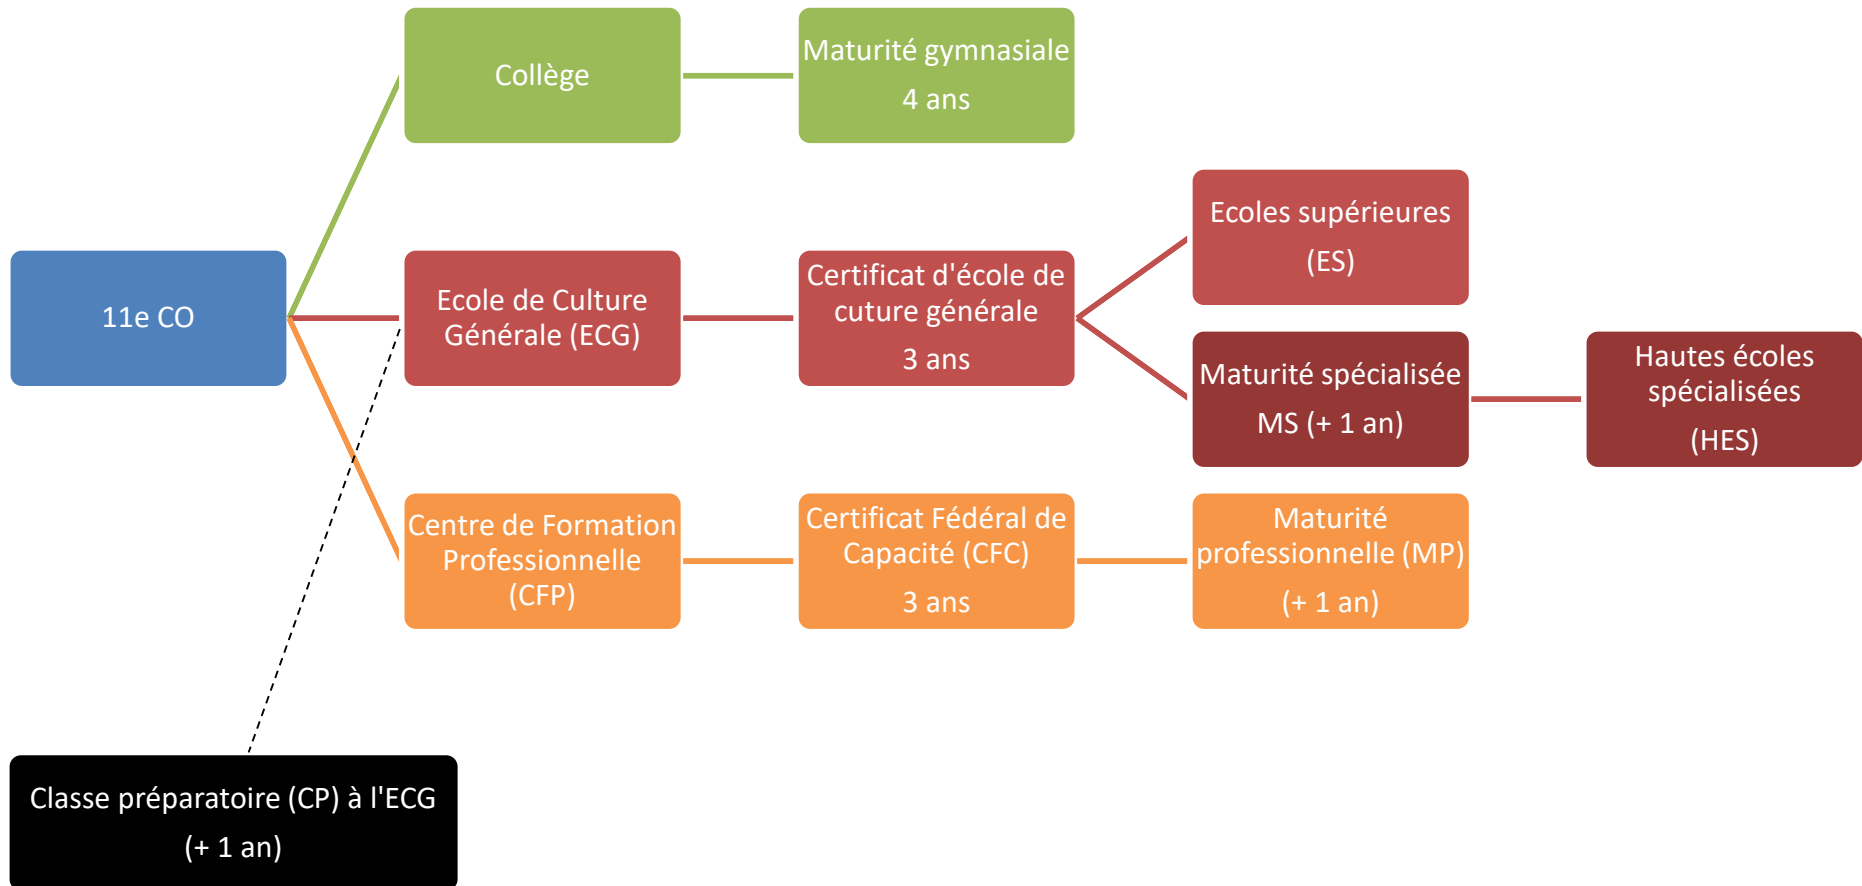 Collège
Maturité gymnasiale
4 ans
Ecoles supérieures
(ES)
11e CO
Ecole de Culture
Générale (ECG)
Certificat d'école de
cuture générale
3 ans
Maturité spécialisée
MS (+ 1 an)
Hautes écoles
spécialisées
(HES)
Centre de Formation
Professionnelle
(CFP)
Certificat Fédéral de
Capacité (CFC)
3 ans
Maturité
professionnelle (MP)
(+ 1 an)
Classe préparatoire (CP) à l'ECG
(+ 1 an)